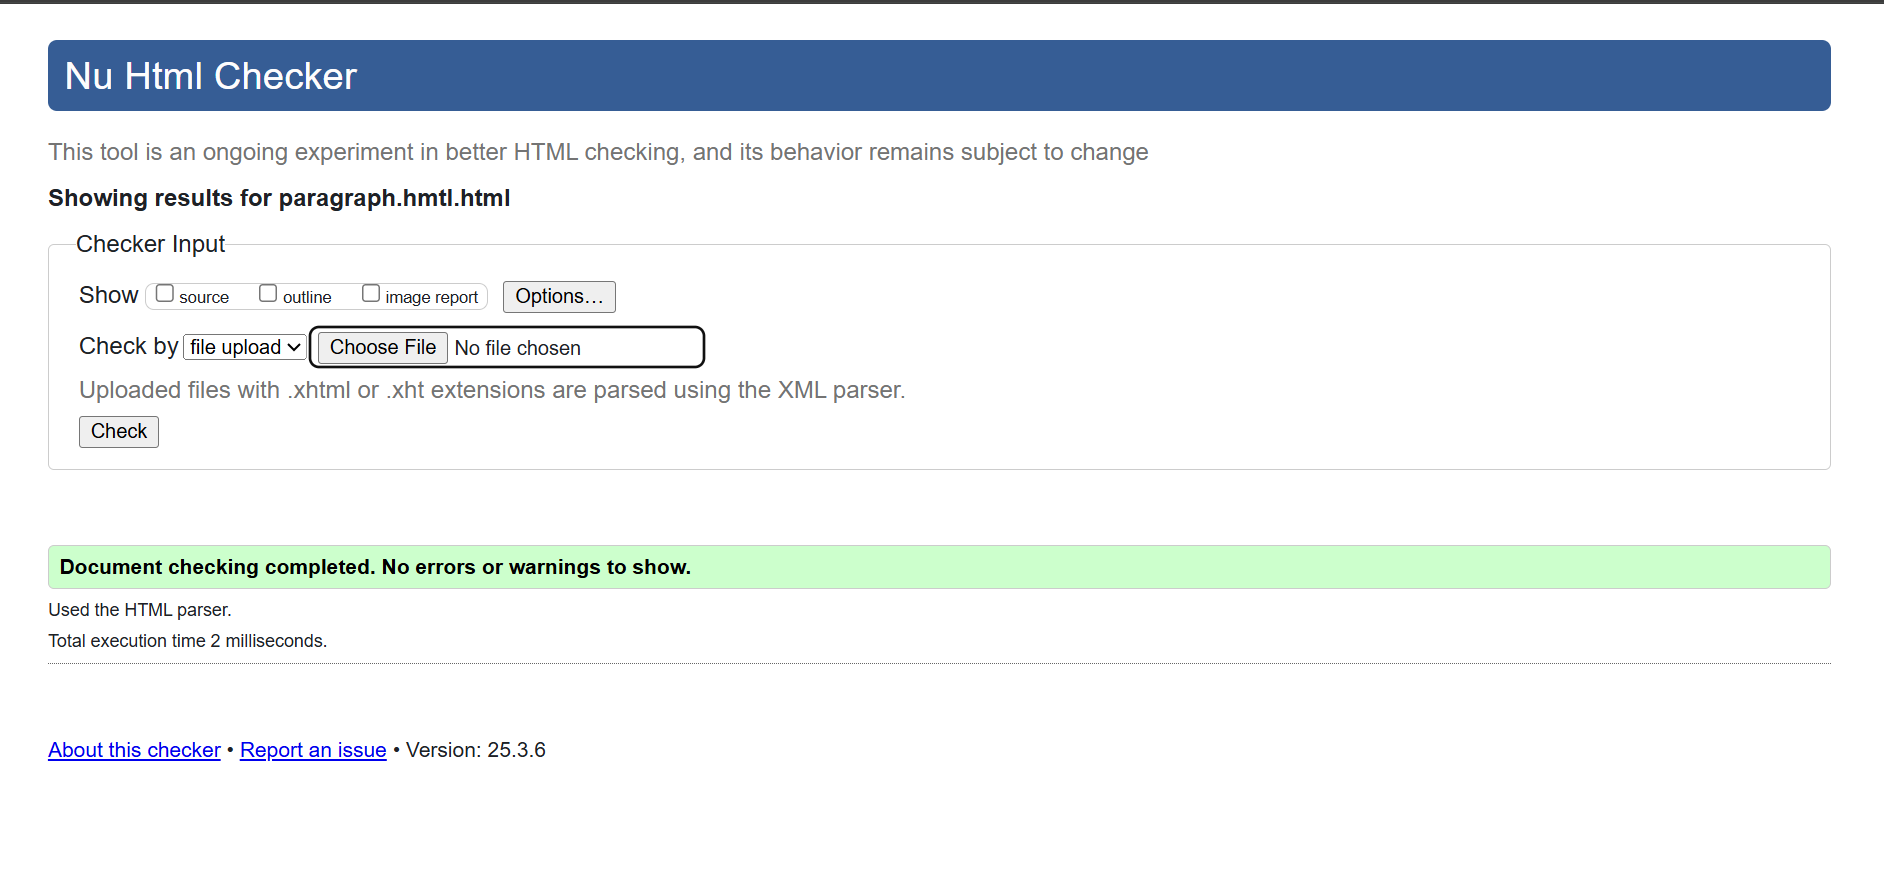 Nu Html Checker
This tool is an ongoing experiment in better HTML checking, and its behavior remains subject to change
Showing results for paragraph.hmtl.html
Checker Input
Show source outline image report Options...
Check by file upload Choose File No file chosen
Uploaded files with .xhtml or .xht extensions are parsed using the XML parser.
Check
Document checking completed. No errors or warnings to show.
Used the HTML parser.
Total execution time 2 milliseconds.
About this checker • Report an issue • Version: 25.3.6